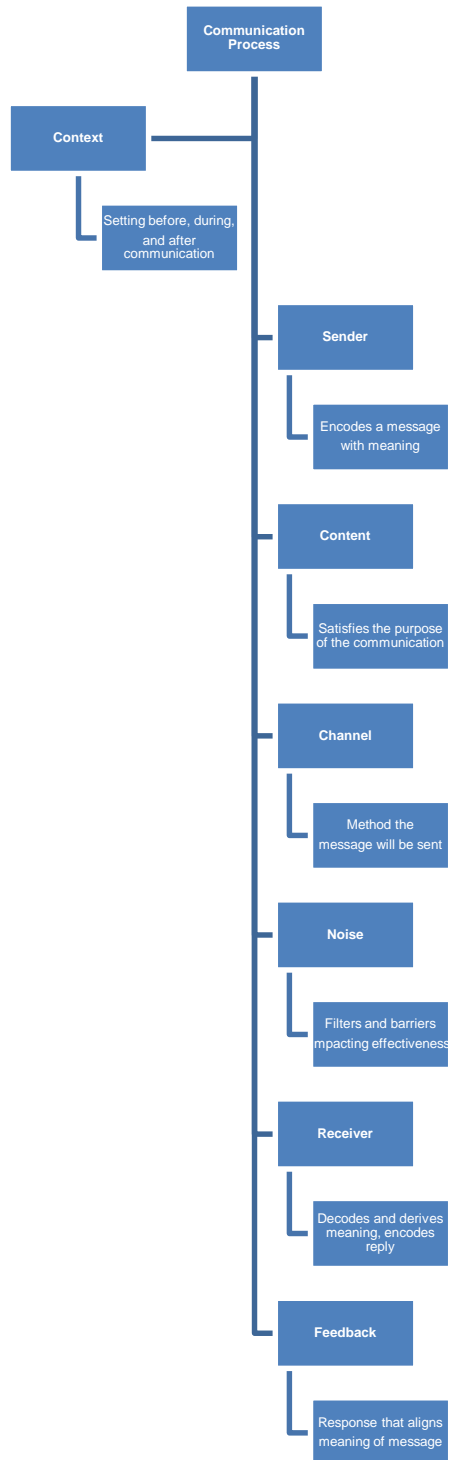 Communication
Process
Context
Setting before, during,
and after
communication
Sender
Encodes a message
with meaning
Content
Satisfies the purpose
of the communication
Channel
Method the
message will be sent
Noise
Filters and barriers
mpacting effectiveness
Receiver
Decodes and derives
meaning, encodes
reply
Feedback
Response that aligns
meaning of message